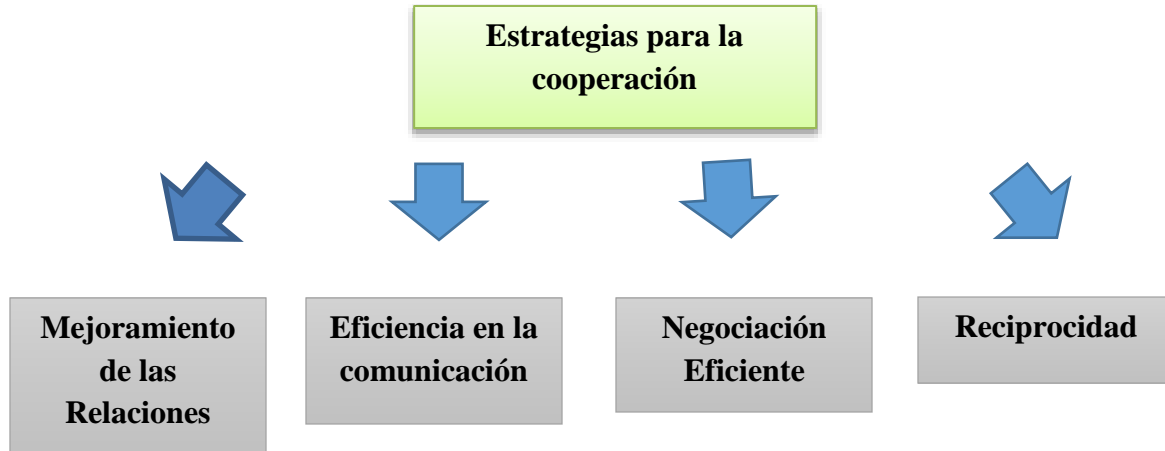 Estrategias para la
cooperación
Mejoramiento
de las
Relaciones
Eficiencia en la
comunicación
Negociación
Eficiente
Reciprocidad